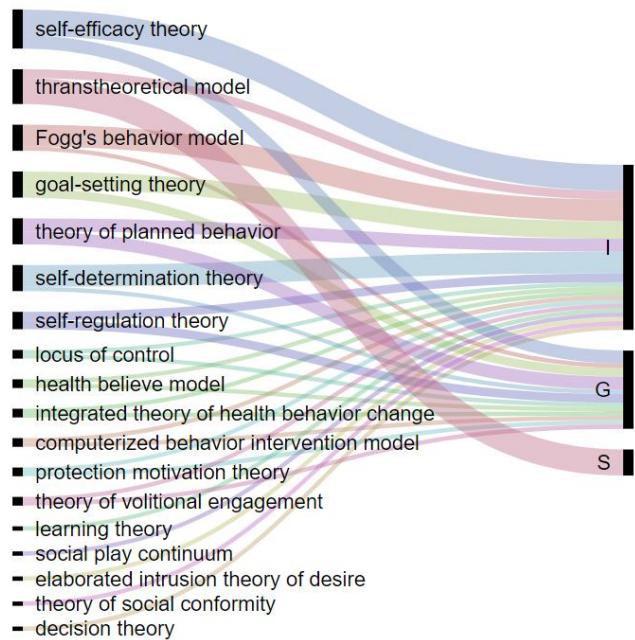 self-efficacy theory
thranstheoretical model
Fogg's behavior model
goal-setting theory
theory of planned behavior
I
self-determination theory
self-regulation theory
locus of control
health believe model
G
integrated theory of health behavior change
computerized behavior intervention model
S
protection motivation theory
theory of volitional engagement
learning theory
social play continuum
elaborated intrusion theory of desire
theory of social conformity
decision theory